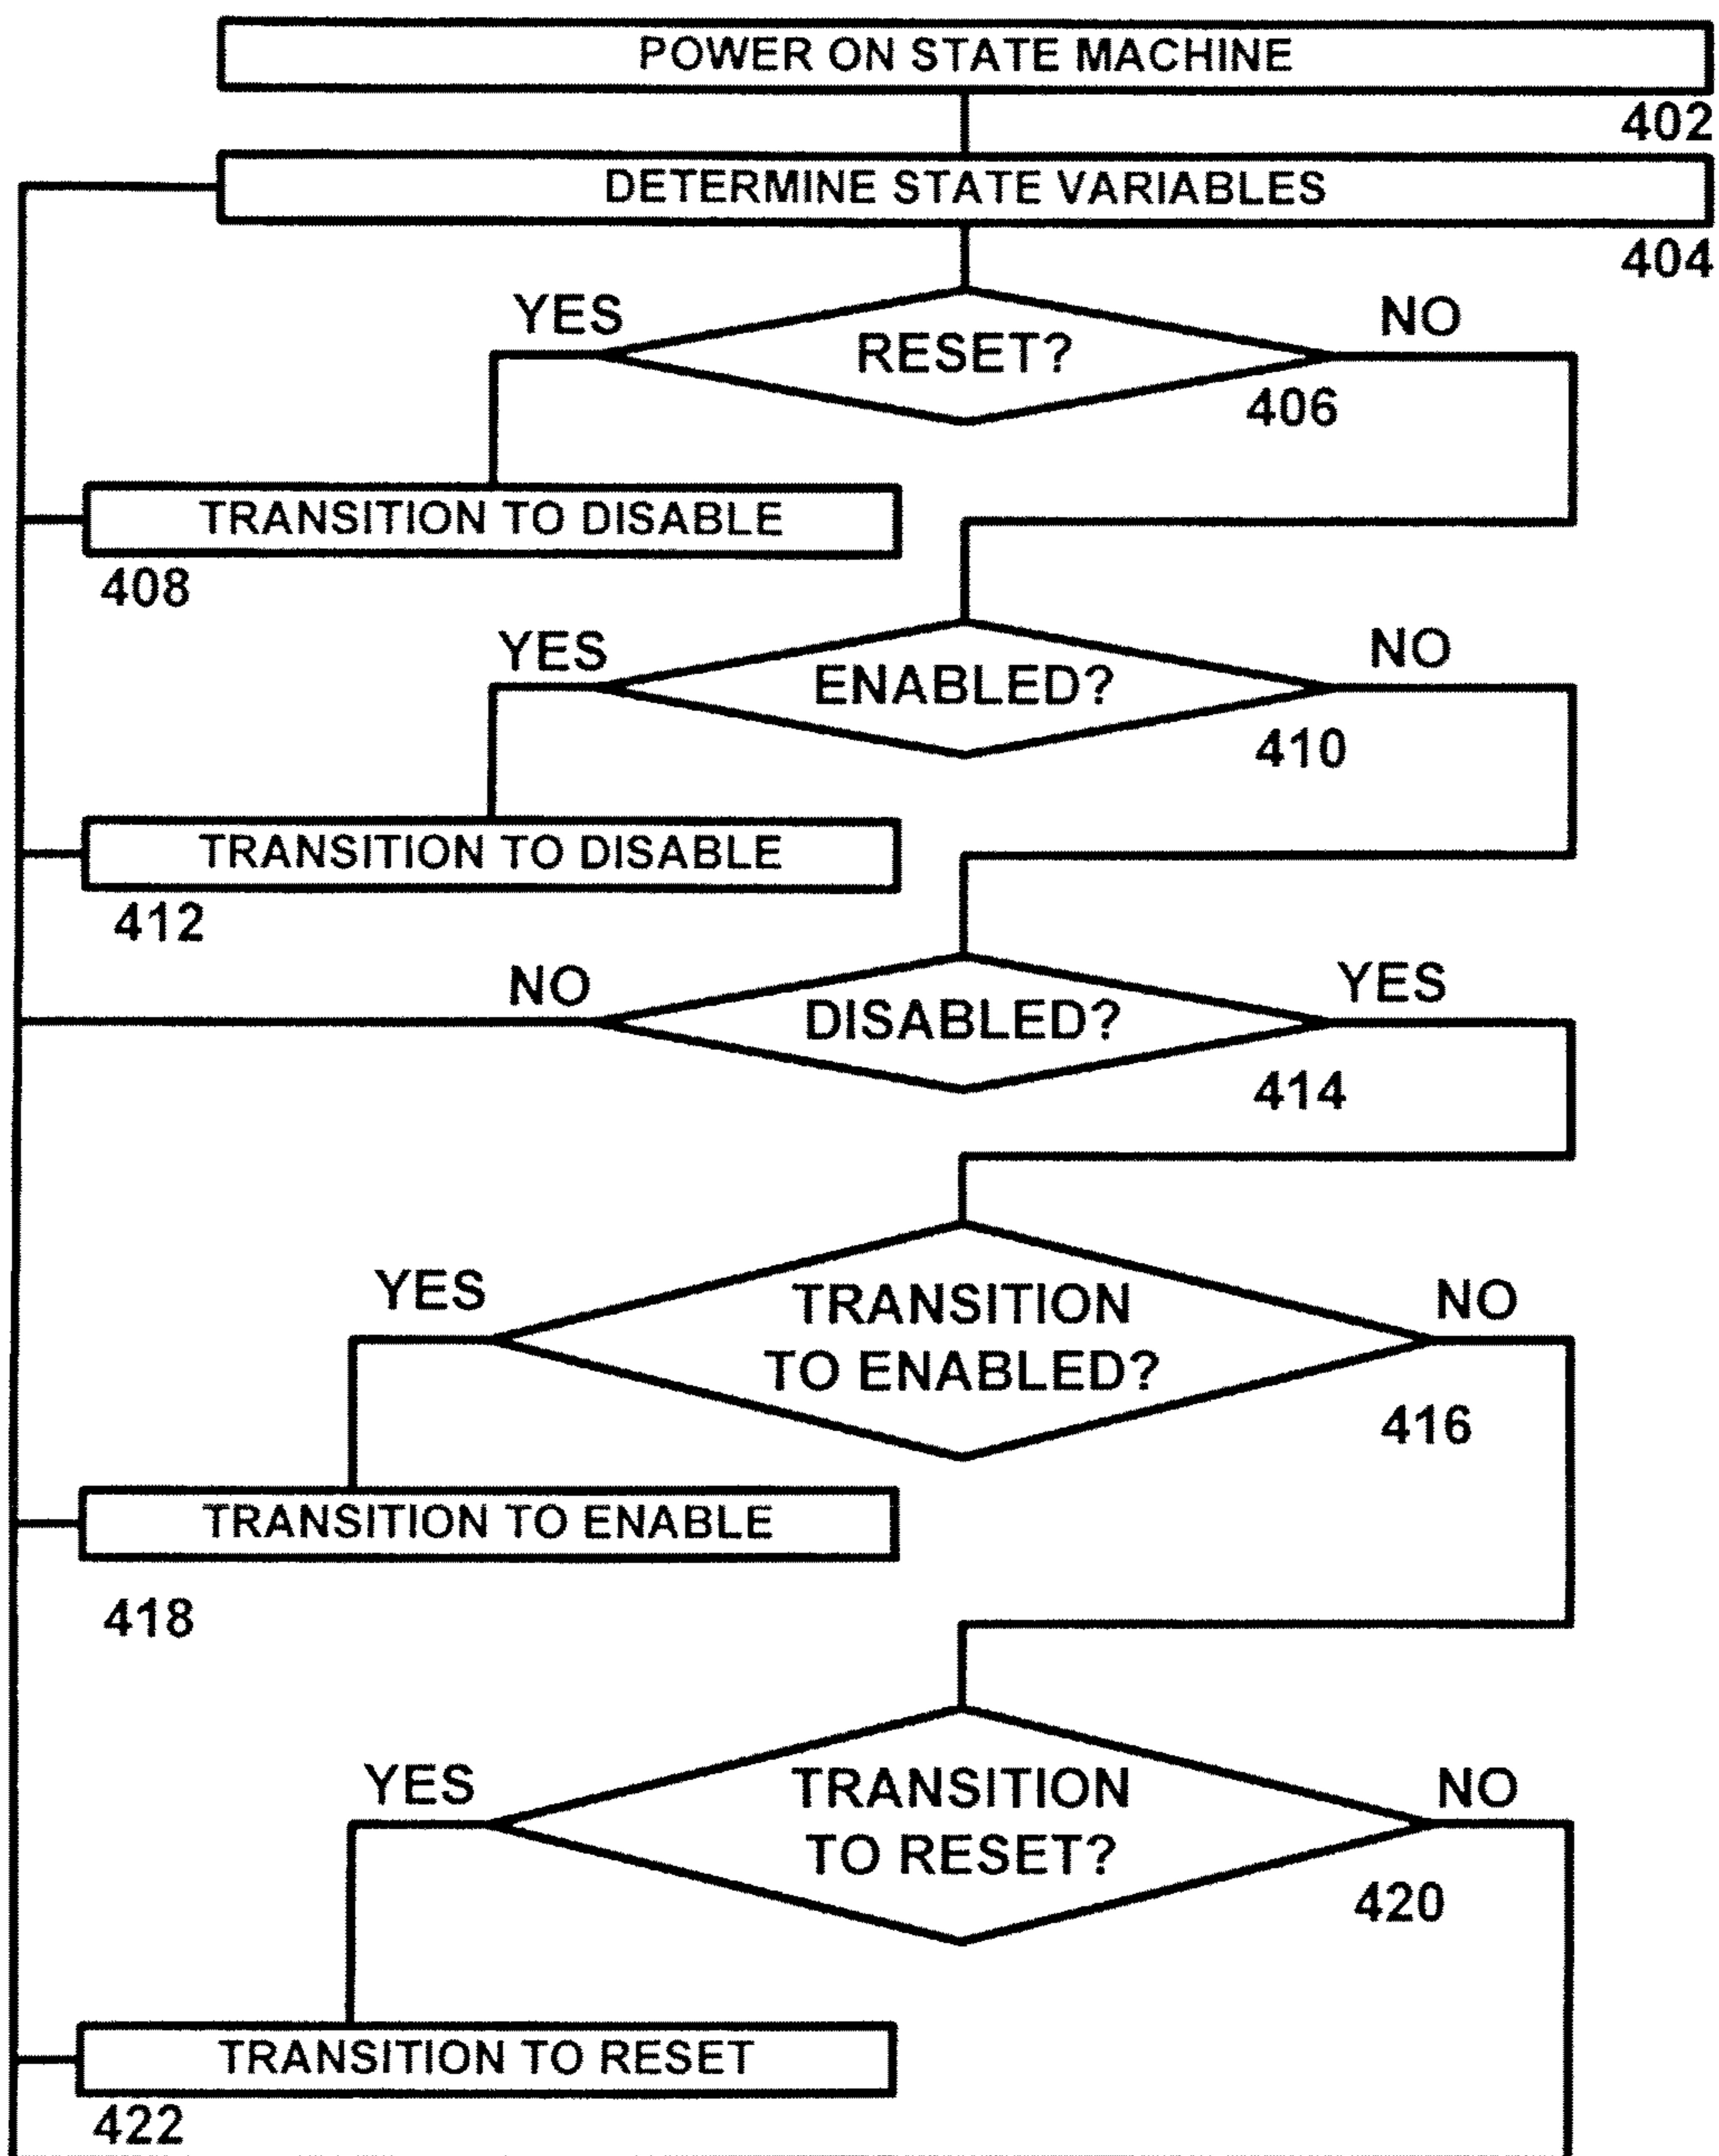 POWER ON STATE MACHINE
402
DETERMINE STATE VARIABLES
404
YES
NO
RESET?
406
TRANSITION TO DISABLE
408
YES
NO
ENABLED?
410
TRANSITION TO DISABLE
412
NO
YES
DISABLED?
414
YES
NO
TRANSITION
TO ENABLED?
416
TRANSITION TO ENABLE
418
YES
NO
TRANSITION
TO RESET?
420
TRANSITION TO RESET
422